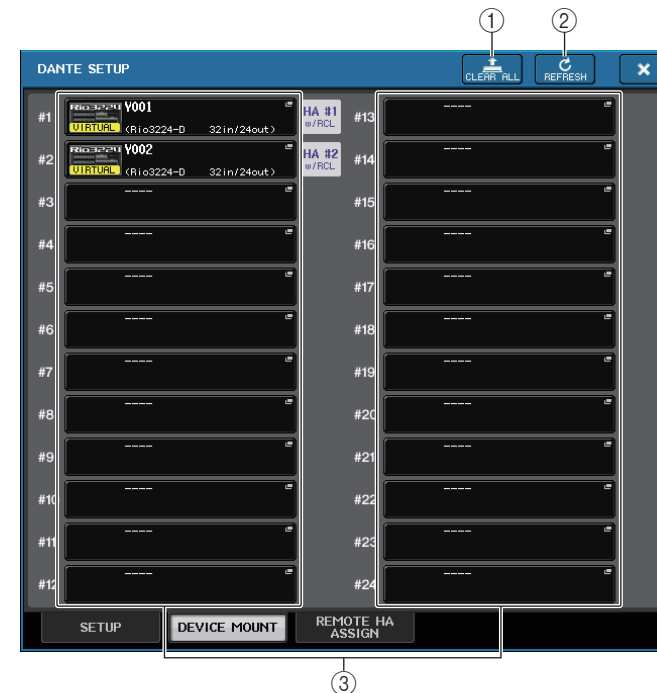 ① ②
DANTE SETUP
CLEAR ALL
REFRESH
#1 Rio3224 VIRTUAL Y001 (Rio3224-D 32in/24out) HA #1 w/RCL #13 ----
#2 Rio3224 VIRTUAL Y002 (Rio3224-D 32in/24out) HA #2 w/RCL #14 ----
#3 ---- #15 ----
#4 ---- #16 ----
#5 ---- #17 ----
#6 ---- #18 ----
#7 ---- #19 ----
#8 ---- #20 ----
#9 ---- #21 ----
#10 ---- #22 ----
#11 ---- #23 ----
#12 ---- #24 ----
SETUP DEVICE MOUNT REMOTE HA ASSIGN
③